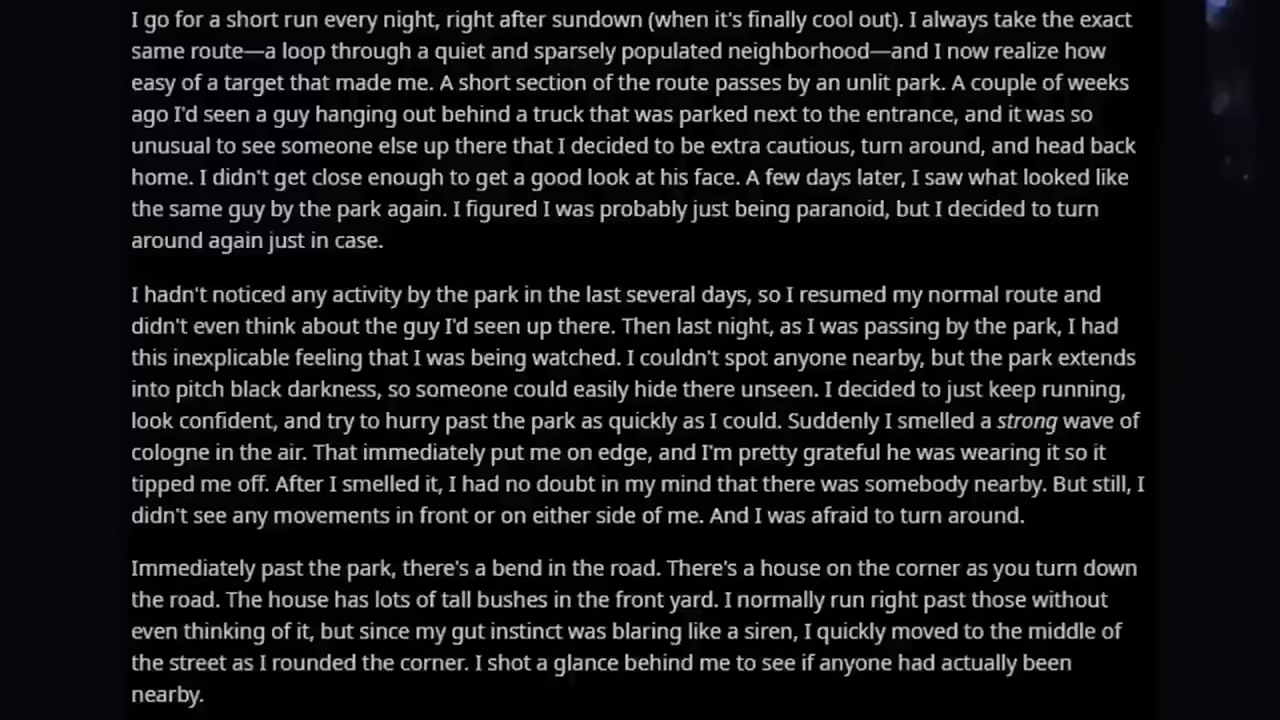 I go for a short run every night, right after sundown (when it's finally cool out). I always take the exact
same route—a loop through a quiet and sparsely populated neighborhood—and I now realize how
easy of a target that made me. A short section of the route passes by an unlit park. A couple of weeks
ago I'd seen a guy hanging out behind a truck that was parked next to the entrance, and it was so
unusual to see someone else up there that I decided to be extra cautious, turn around, and head back
home. I didn't get close enough to get a good look at his face. A few days later, I saw what looked like
the same guy by the park again. I figured I was probably just being paranoid, but I decided to turn
around again just in case.
I hadn't noticed any activity by the park in the last several days, so I resumed my normal route and
didn't even think about the guy I'd seen up there. Then last night, as I was passing by the park, I had
this inexplicable feeling that I was being watched. I couldn't spot anyone nearby, but the park extends
into pitch black darkness, so someone could easily hide there unseen. I decided to just keep running,
look confident, and try to hurry past the park as quickly as I could. Suddenly I smelled a strong wave of
cologne in the air. That immediately put me on edge, and I'm pretty grateful he was wearing it so it
tipped me off. After I smelled it, I had no doubt in my mind that there was somebody nearby. But still, I
didn't see any movements in front or on either side of me. And I was afraid to turn around.
Immediately past the park, there's a bend in the road. There's a house on the corner as you turn down
the road. The house has lots of tall bushes in the front yard. I normally run right past those without
even thinking of it, but since my gut instinct was blaring like a siren, I quickly moved to the middle of
the street as I rounded the corner. I shot a glance behind me to see if anyone had actually been
nearby.